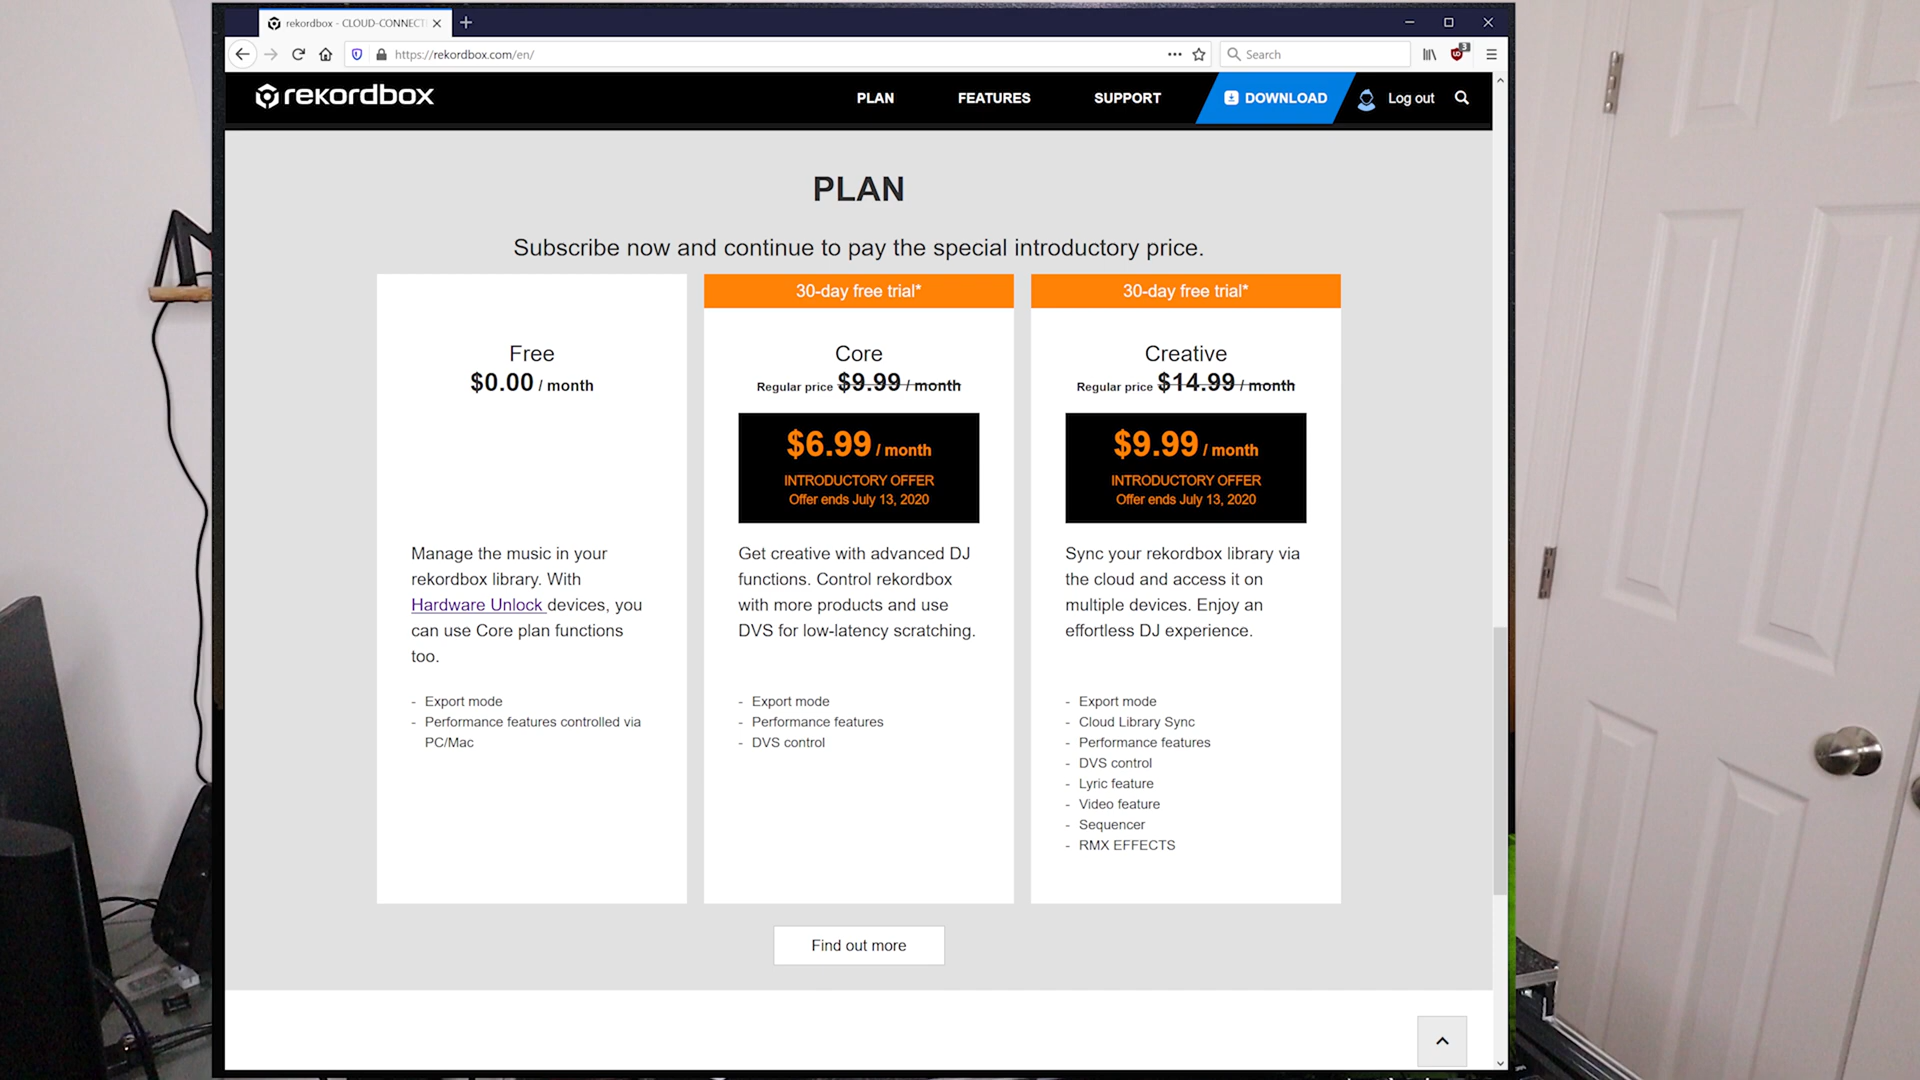 rekordbox - CLOUD-CONNECT
https://rekordbox.com/en/
Search
3
rekordbox
PLAN
FEATURES
SUPPORT
DOWNLOAD
Log out
PLAN
Subscribe now and continue to pay the special introductory price.
Free
$0.00 / month
Manage the music in your
rekordbox library. With
Hardware Unlock devices, you
can use Core plan functions
too.
- Export mode
- Performance features controlled via
PC/Mac
30-day free trial*
Core
Regular price $9.99 / month
$6.99 / month
INTRODUCTORY OFFER
Offer ends July 13, 2020
Get creative with advanced DJ
functions. Control rekordbox
with more products and use
DVS for low-latency scratching.
- Export mode
- Performance features
- DVS control
30-day free trial*
Creative
Regular price $14.99 / month
$9.99 / month
INTRODUCTORY OFFER
Offer ends July 13, 2020
Sync your rekordbox library via
the cloud and access it on
multiple devices. Enjoy an
effortless DJ experience.
- Export mode
- Cloud Library Sync
- Performance features
- DVS control
- Lyric feature
- Video feature
- Sequencer
- RMX EFFECTS
Find out more